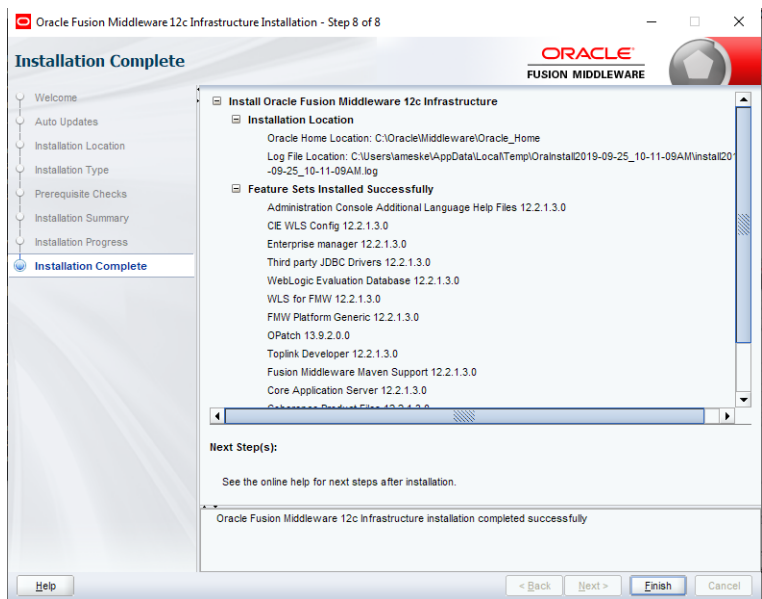 Oracle Fusion Middleware 12c Infrastructure Installation - Step 8 of 8
Installation Complete
ORACLE
FUSION MIDDLEWARE
Welcome
Auto Updates
Installation Location
Installation Type
Prerequisite Checks
Installation Summary
Installation Progress
Installation Complete
Install Oracle Fusion Middleware 12c Infrastructure
Installation Location
Oracle Home Location: C:\Oracle\Middleware\Oracle_Home
Log File Location: C:\Users\ameske\AppData\Local\Temp\OraInstall2019-09-25_10-11-09AM\install201
-09-25_10-11-09AM.log
Feature Sets Installed Successfully
Administration Console Additional Language Help Files 12.2.1.3.0
CIE WLS Config 12.2.1.3.0
Enterprise manager 12.2.1.3.0
Third party JDBC Drivers 12.2.1.3.0
WebLogic Evaluation Database 12.2.1.3.0
WLS for FMW 12.2.1.3.0
FMW Platform Generic 12.2.1.3.0
OPatch 13.9.2.0.0
Toplink Developer 12.2.1.3.0
Fusion Middleware Maven Support 12.2.1.3.0
Core Application Server 12.2.1.3.0
Coherence Product Files 12.2.1.3.0
Next Step(s):
See the online help for next steps after installation.
Oracle Fusion Middleware 12c Infrastructure installation completed successfully
Help
< Back
Next >
Finish
Cancel